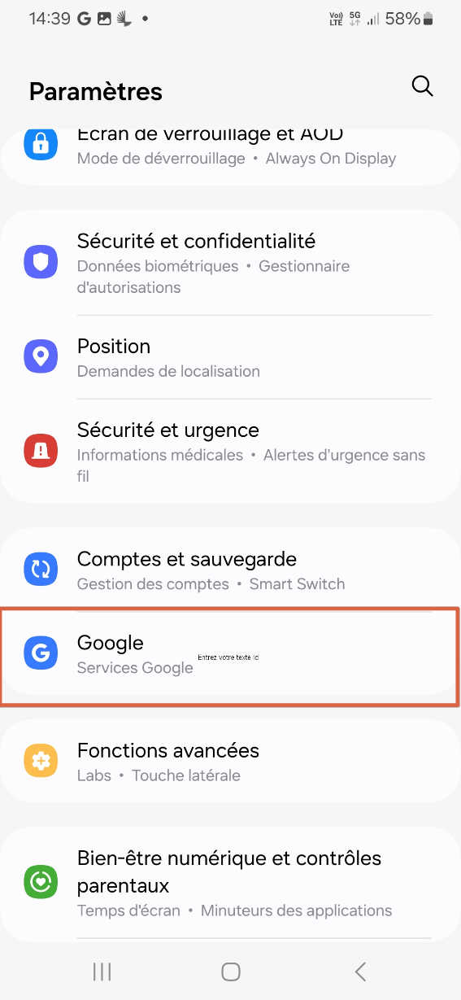 14:39 G Vo)) LTE 5G 58%
Paramètres
Écran de verrouillage et AOD
Mode de déverrouillage • Always On Display
Sécurité et confidentialité
Données biométriques • Gestionnaire
d'autorisations
Position
Demandes de localisation
Sécurité et urgence
Informations médicales • Alertes d'urgence sans
fil
Comptes et sauvegarde
Gestion des comptes • Smart Switch
Google
Entrez votre texte ici
Services Google
Fonctions avancées
Labs • Touche latérale
Bien-être numérique et contrôles
parentaux
Temps d'écran • Minuteurs des applications